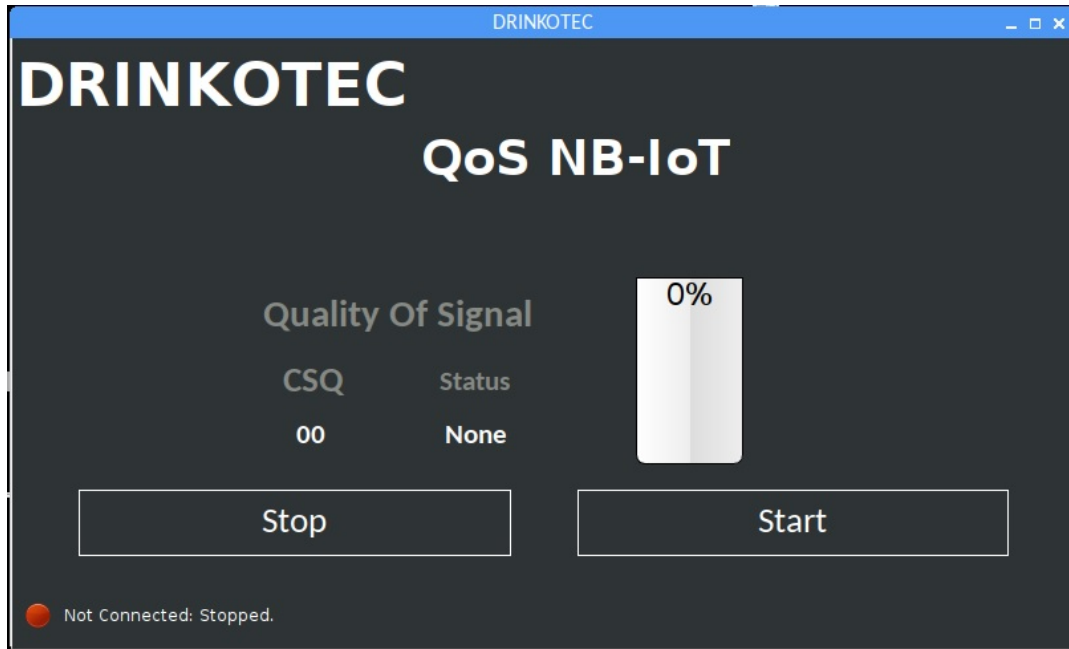 DRINKOTEC
DRINKOTEC
QoS NB-IoT
0%
Quality Of Signal
CSQ Status
00 None
Stop Start
Not Connected: Stopped.